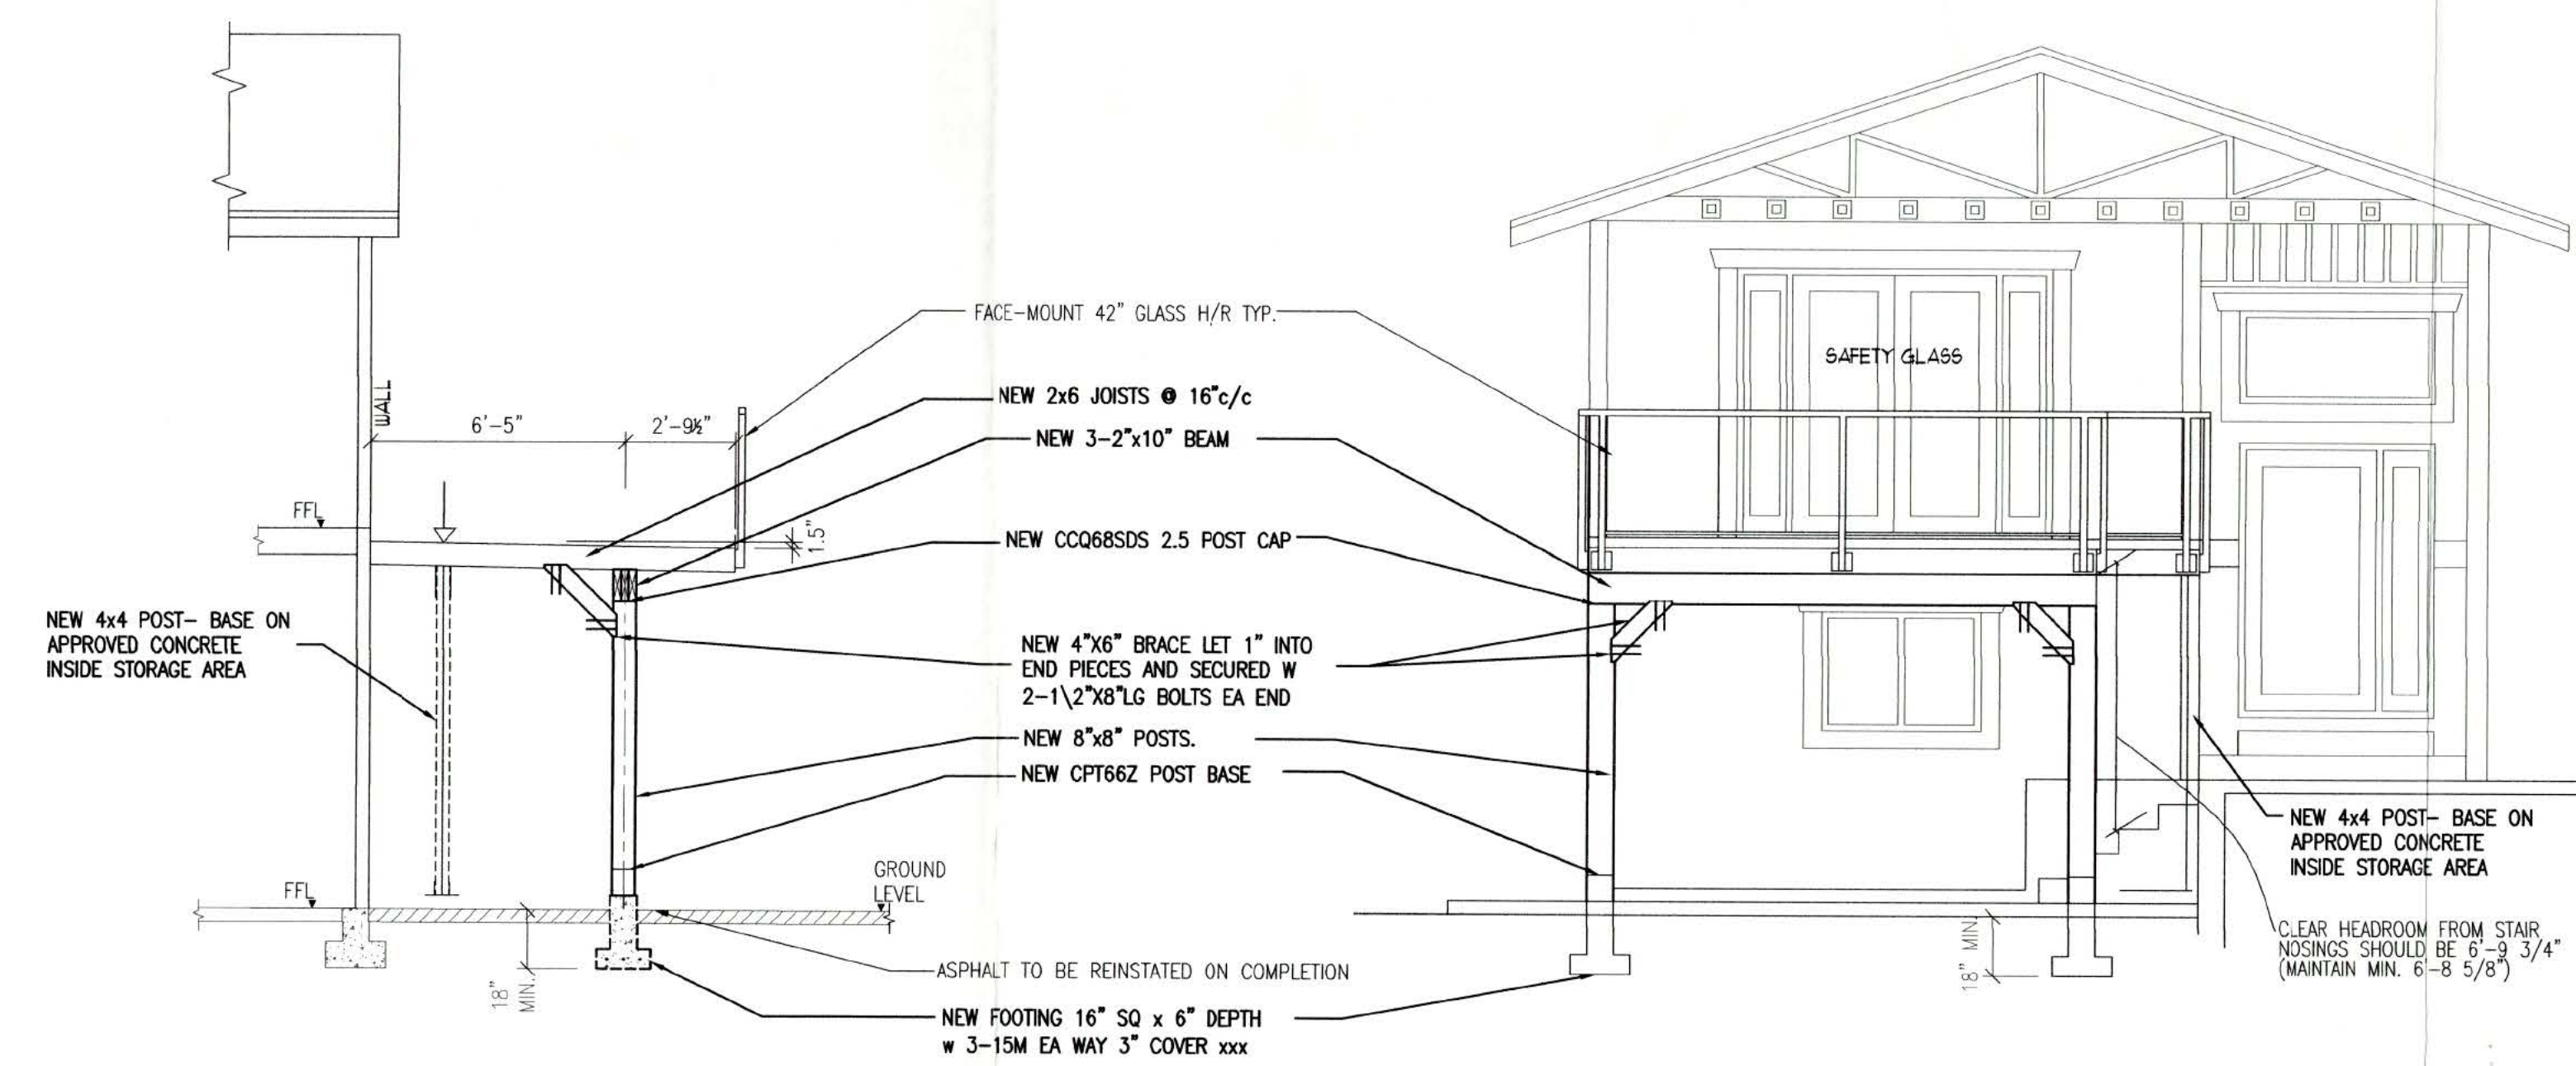 FACE-MOUNT 42" GLASS H/R TYP.
SAFETY GLASS
WALL
NEW 2x6 JOISTS @ 16"c/c
6'-5"
2'-9½"
NEW 3-2"x10" BEAM
FFL
1.5"
NEW CCQ68SDS 2.5 POST CAP
NEW 4x4 POST- BASE ON
APPROVED CONCRETE
INSIDE STORAGE AREA
NEW 4"X6" BRACE LET 1" INTO
END PIECES AND SECURED W
2-1\2"X8"LG BOLTS EA END
NEW 8"x8" POSTS.
NEW CPT66Z POST BASE
NEW 4x4 POST- BASE ON
APPROVED CONCRETE
INSIDE STORAGE AREA
GROUND
LEVEL
FFL
CLEAR HEADROOM FROM STAIR
NOSINGS SHOULD BE 6'-9 3/4"
(MAINTAIN MIN. 6'-8 5/8")
18"
MIN.
18" MIN.
ASPHALT TO BE REINSTATED ON COMPLETION
NEW FOOTING 16" SQ x 6" DEPTH
w 3-15M EA WAY 3" COVER xxx